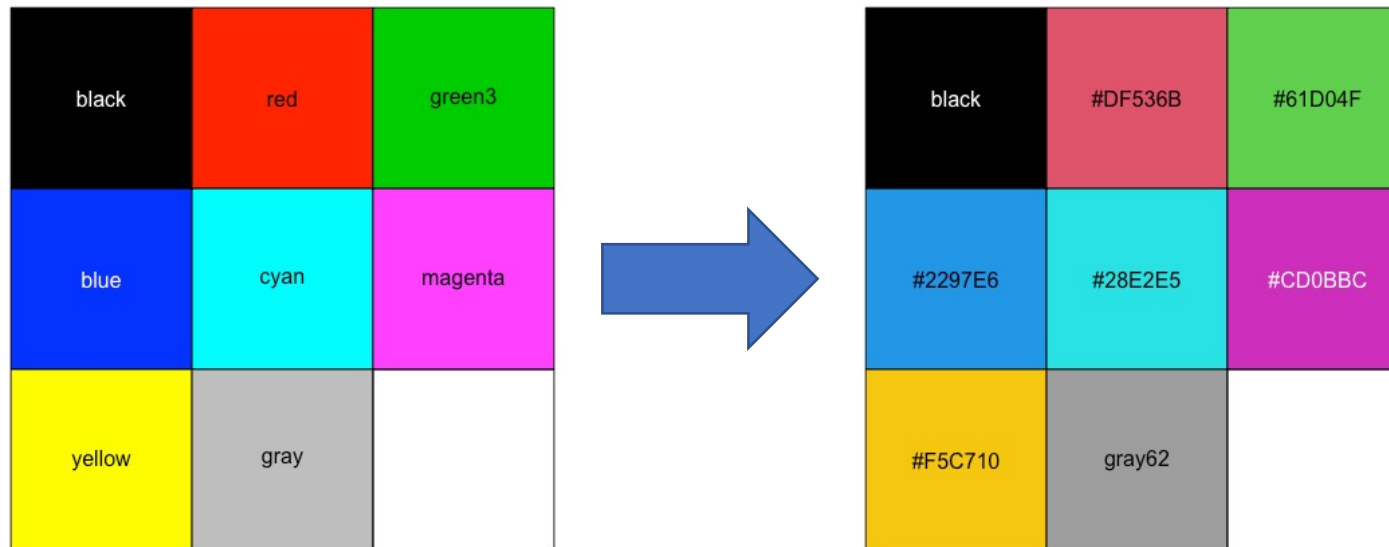 black
red
green3
blue
cyan
magenta
yellow
gray
black
#DF536B
#61D04F
#2297E6
#28E2E5
#CD0BBC
#F5C710
gray62